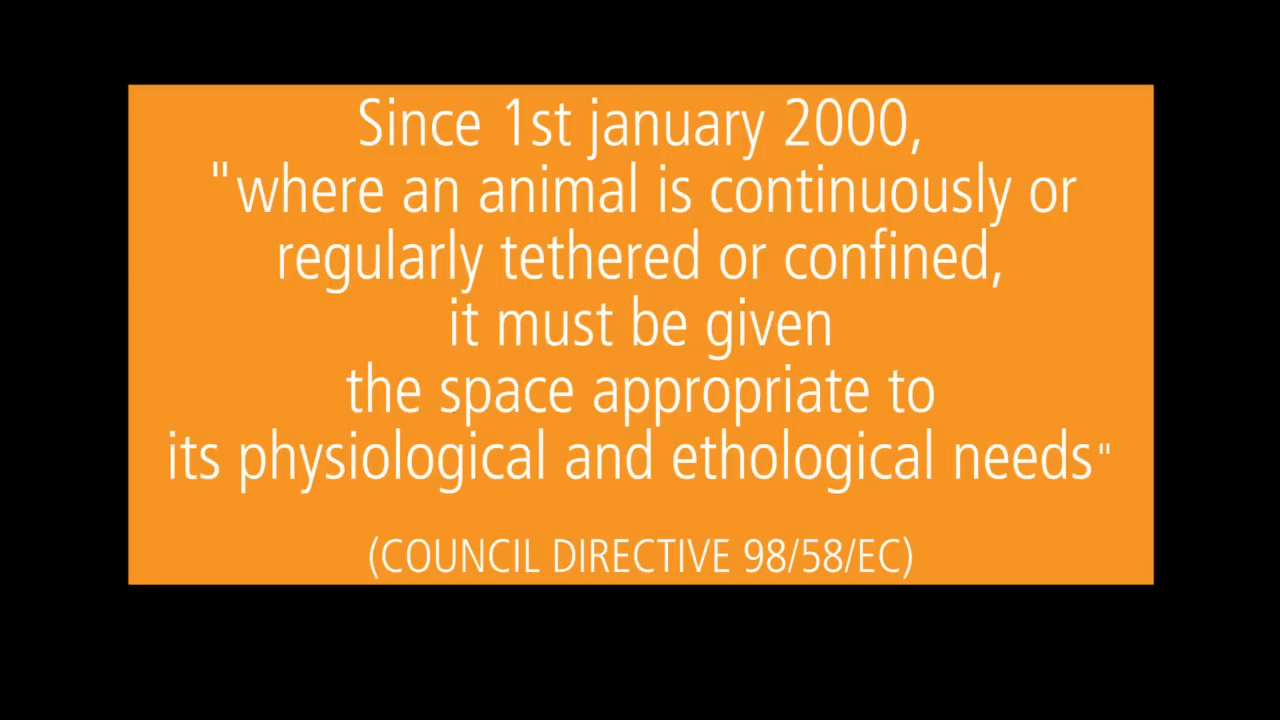 Since 1st january 2000,
"where an animal is continuously or
regularly tethered or confined,
it must be given
the space appropriate to
its physiological and ethological needs"
(COUNCIL DIRECTIVE 98/58/EC)